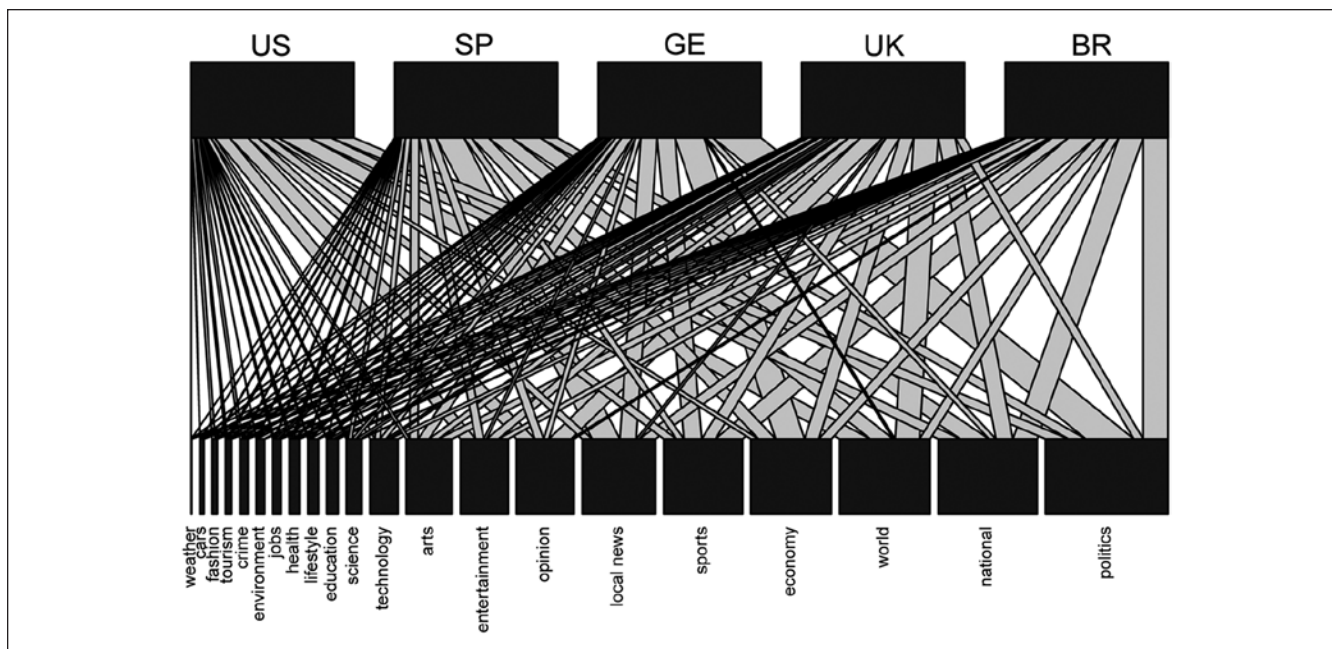 US SP GE UK BR
weather
cars
fashion
tourism
crime
environment
jobs
health
lifestyle
education
science
technology
arts
entertainment
opinion
local news
sports
economy
world
national
politics